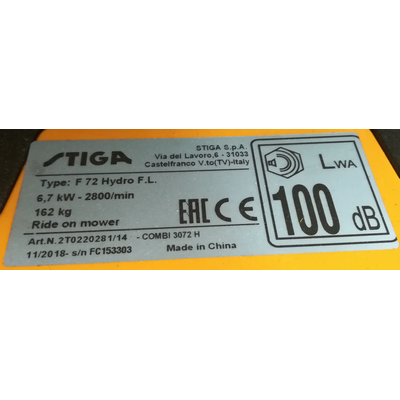 STIGA
STIGA S.p.A.
Via del Lavoro,6 - 31033
Castelfranco V.to(TV)-Italy
Type: F 72 Hydro F.L.
6,7 kW - 2800/min
162 kg
Ride on mower
Art.N.2T0220281/14 - COMBI 3072 H
11/2018- s/n FC153303
Made in China
EAC CE
LWA
100 dB